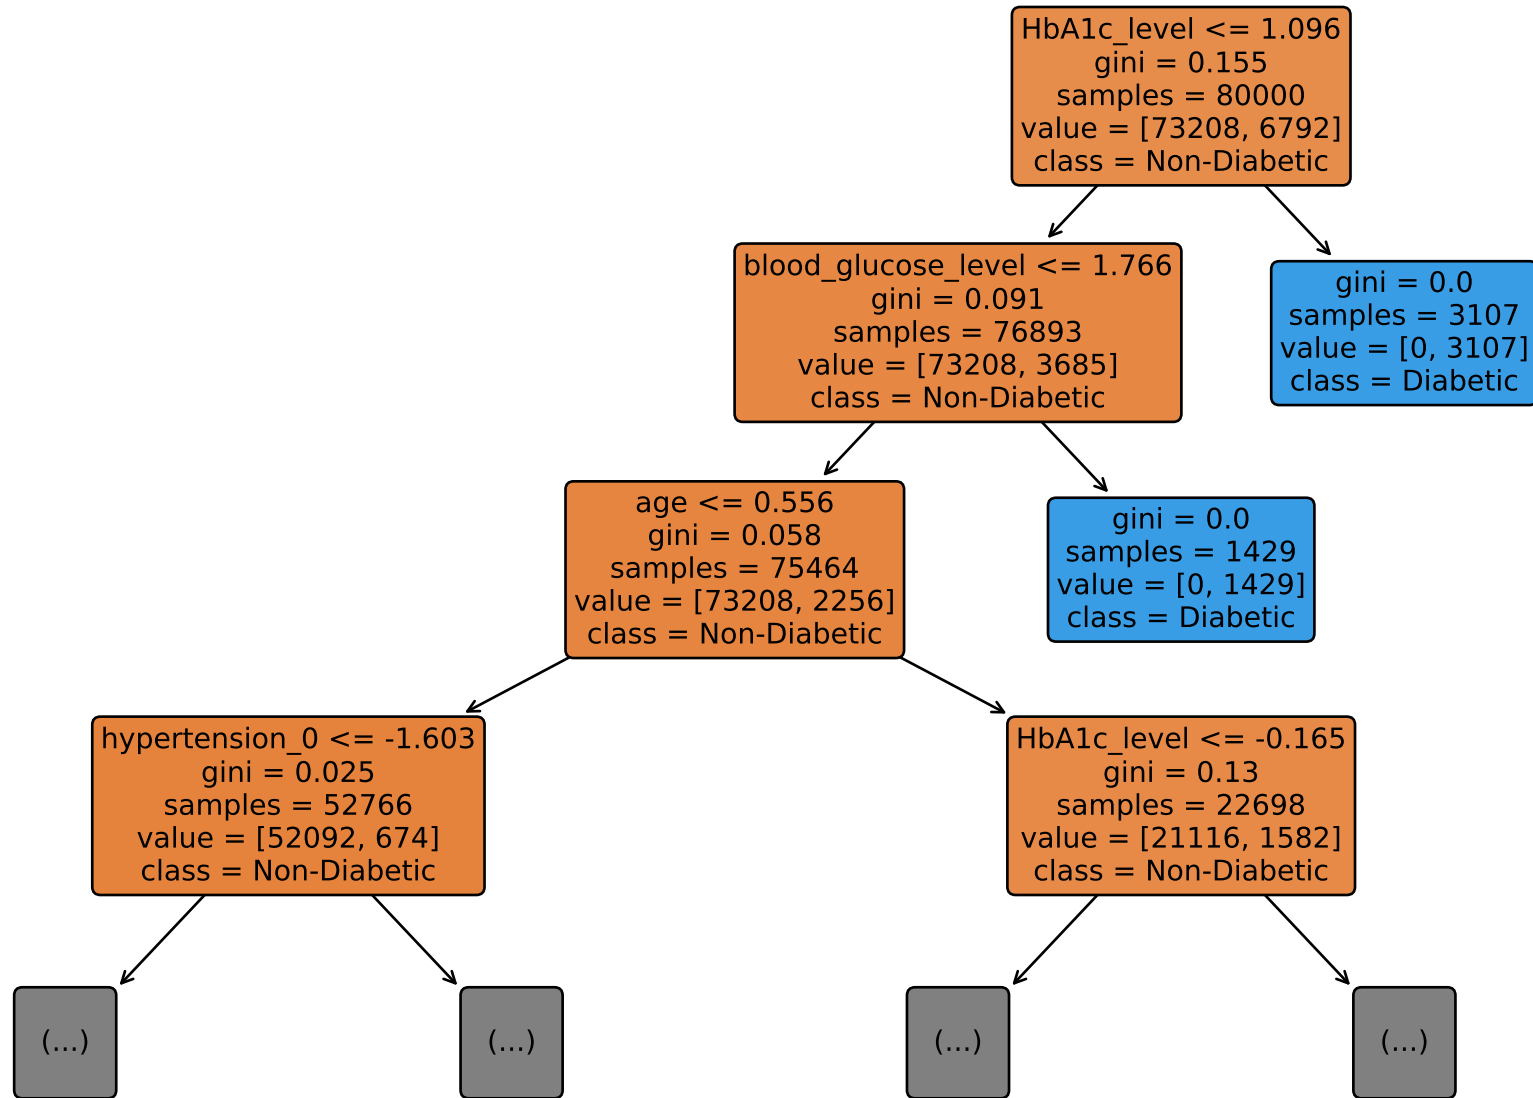 HbA1c_level <= 1.096
gini = 0.155
samples = 80000
value = [73208, 6792]
class = Non-Diabetic
blood_glucose_level <= 1.766
gini = 0.091
samples = 76893
value = [73208, 3685]
class = Non-Diabetic
gini = 0.0
samples = 3107
value = [0, 3107]
class = Diabetic
age <= 0.556
gini = 0.058
samples = 75464
value = [73208, 2256]
class = Non-Diabetic
gini = 0.0
samples = 1429
value = [0, 1429]
class = Diabetic
hypertension_0 <= -1.603
gini = 0.025
samples = 52766
value = [52092, 674]
class = Non-Diabetic
HbA1c_level <= -0.165
gini = 0.13
samples = 22698
value = [21116, 1582]
class = Non-Diabetic
(...)
(...)
(...)
(...)